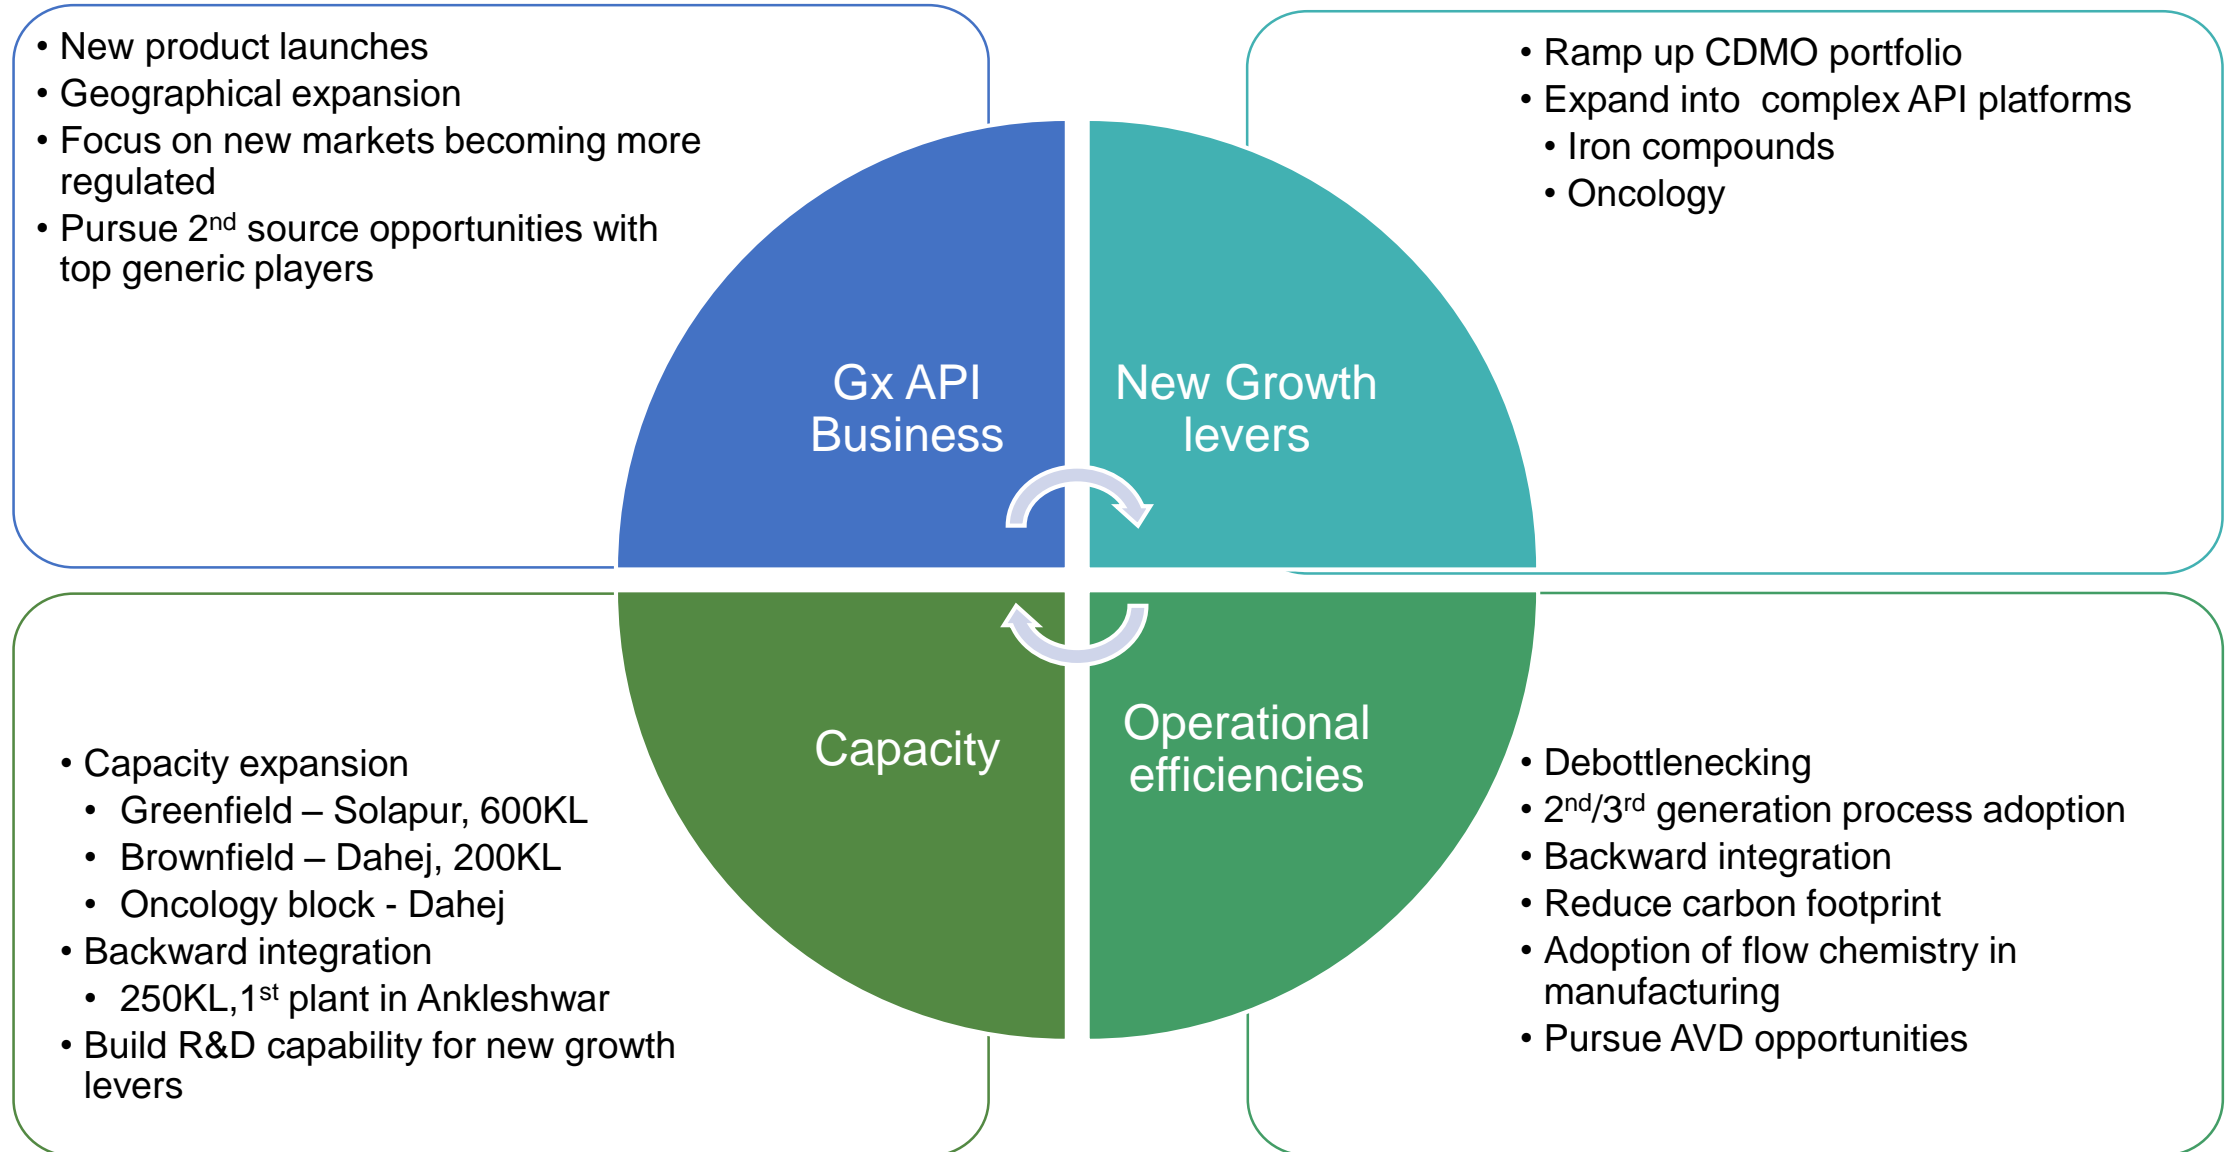 • New product launches
• Geographical expansion
• Focus on new markets becoming more
regulated
• Pursue 2nd source opportunities with
top generic players
• Ramp up CDMO portfolio
• Expand into  complex API platforms
• Iron compounds
• Oncology
Gx API
Business
New Growth
levers
Capacity
Operational
efficiencies
• Capacity expansion
• Greenfield – Solapur, 600KL
• Brownfield – Dahej, 200KL
• Oncology block - Dahej
• Backward integration
• 250KL,1st plant in Ankleshwar
• Build R&D capability for new growth
levers
• Debottlenecking
• 2nd/3rd generation process adoption
• Backward integration
• Reduce carbon footprint
• Adoption of flow chemistry in
manufacturing
• Pursue AVD opportunities